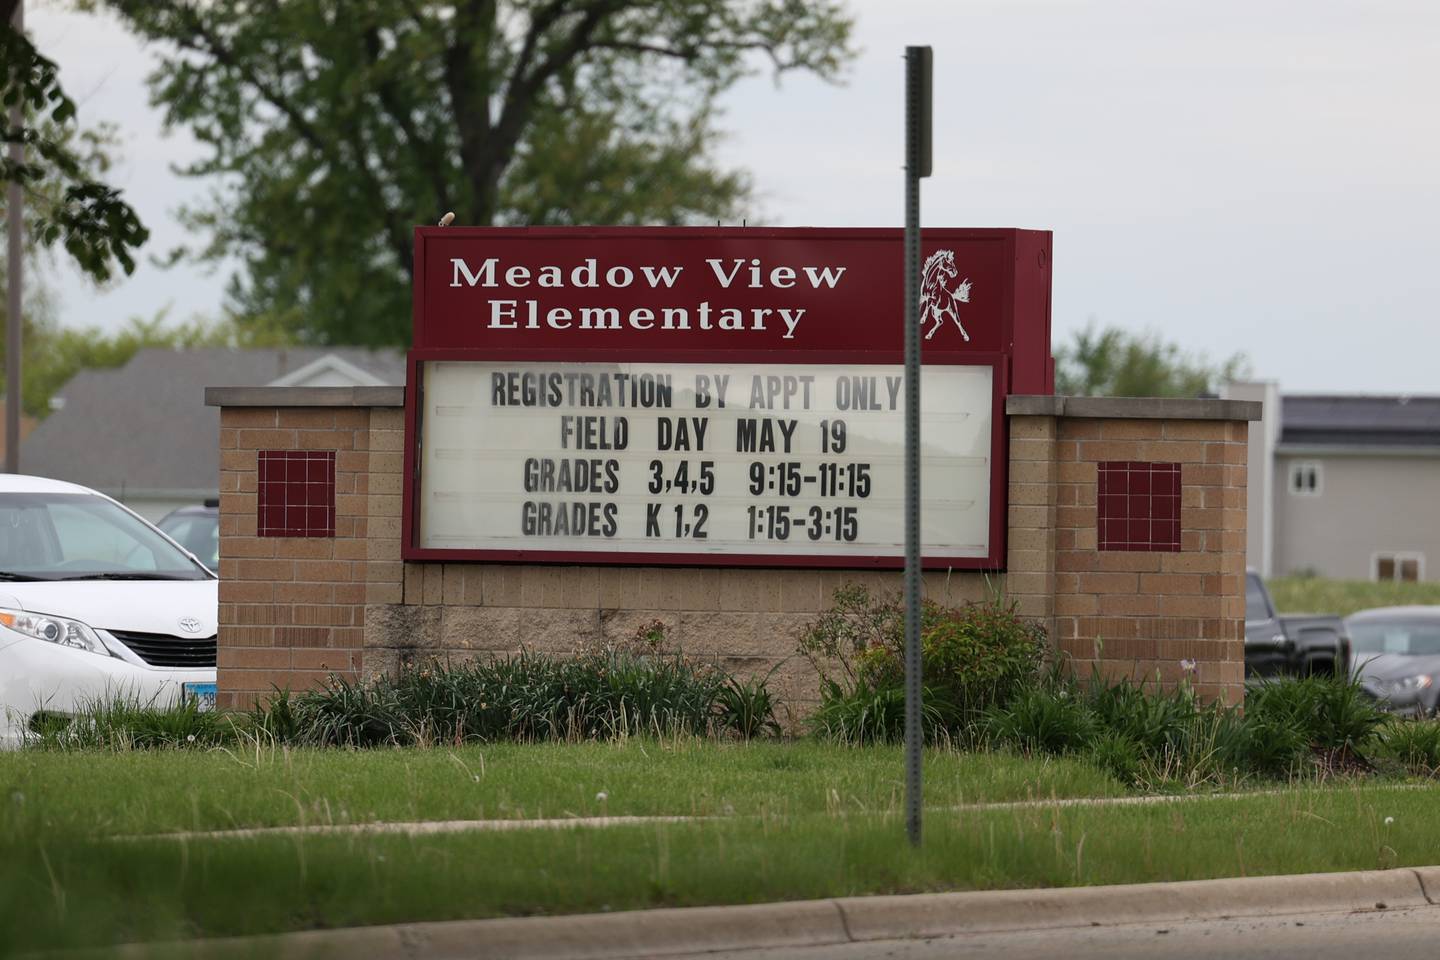 Meadow View
Elementary
REGISTRATION BY APPT ONLY
FIELD DAY MAY 19
GRADES 3,4,5 9:15-11:15
GRADES K 1,2 1:15-3:15